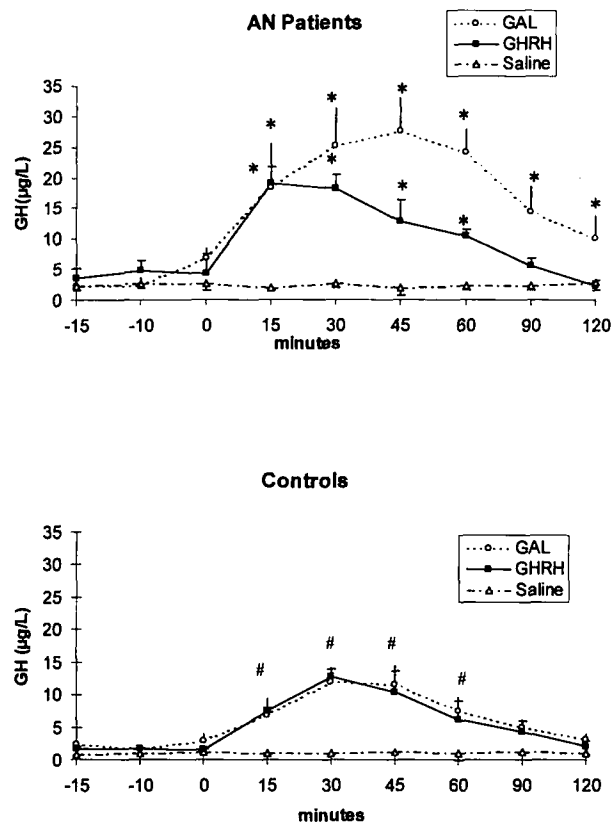 AN Patients
GAL
GHRH
Saline
GH(µg/L)
35
30
25
20
15
10
5
0
* * * * * * * * * * *
-15 -10 0 15 30 45 60 90 120
minutes
Controls
GAL
GHRH
Saline
GH (µg/L)
35
30
25
20
15
10
5
0
# # # #
-15 -10 0 15 30 45 60 90 120
minutes